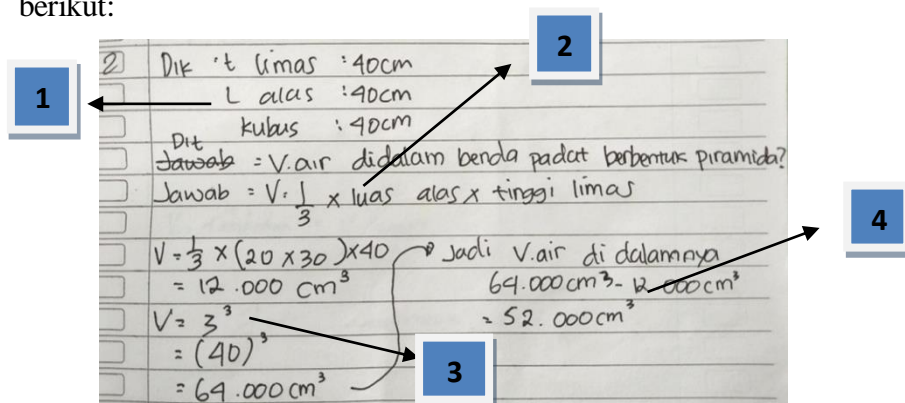 berikut:
2
1
2 Dik : t limas : 40cm
L alas : 40cm
kubus : 40cm
Dit
Jawab = V.air didalam benda padat berbentuk piramida?
Jawab = V. 1/3 x luas alas x tinggi limas
4
V = 1/3 x (20 x 30) x 40
= 12.000 cm³
V = 3³
= (40)³
= 64.000 cm³
Jadi V.air di dalamnya
64.000 cm³ - 12.000 cm³
= 52.000 cm³
3